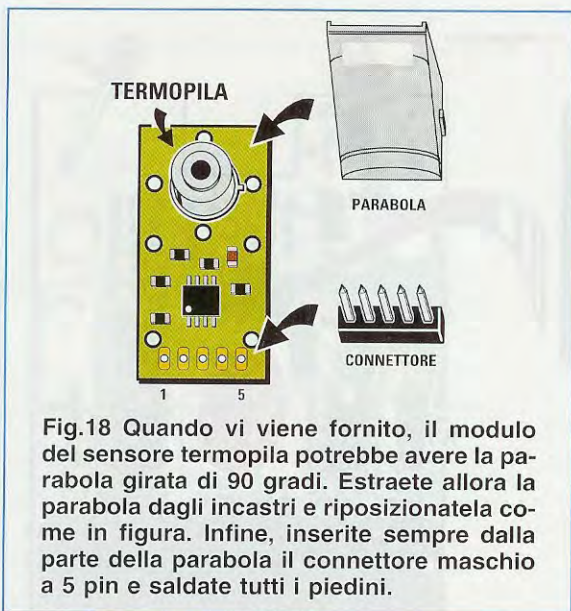 TERMOPILA
PARABOLA
CONNETTORE
1 5
Fig.18 Quando vi viene fornito, il modulo
del sensore termopila potrebbe avere la pa-
rabola girata di 90 gradi. Estraete allora la
parabola dagli incastri e riposizionatela co-
me in figura. Infine, inserite sempre dalla
parte della parabola il connettore maschio
a 5 pin e saldate tutti i piedini.